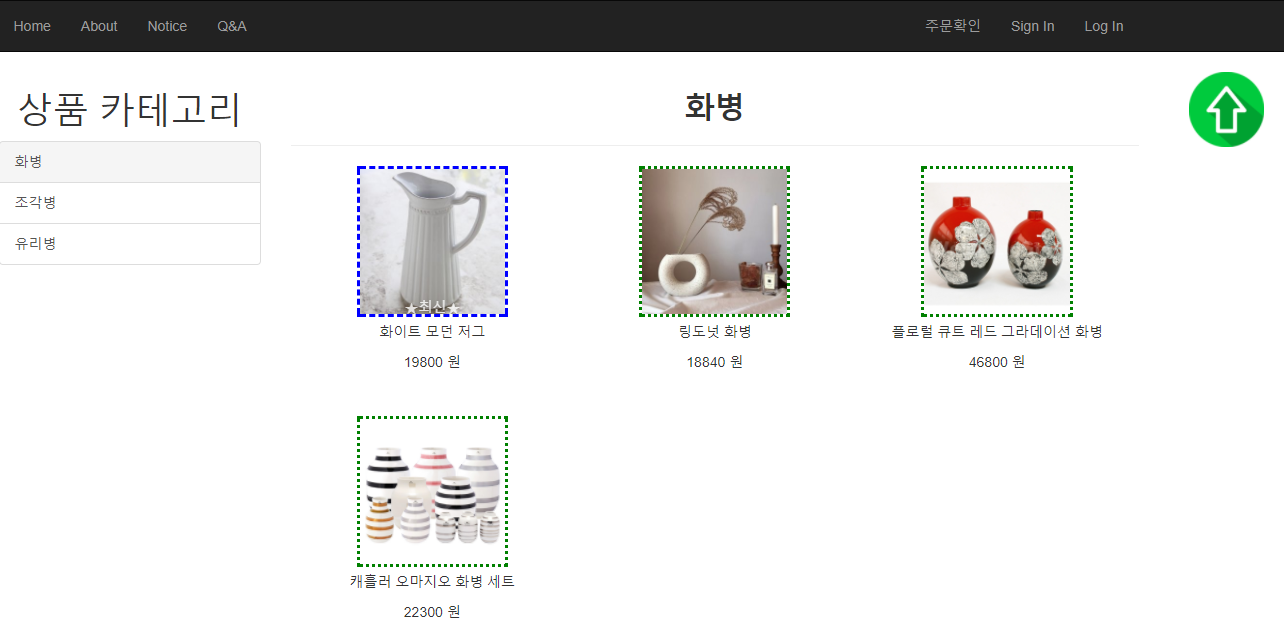 Home About Notice Q&A 주문확인 Sign In Log In
상품 카테고리
화병
조각병
유리병
화병
★최신★
화이트 모던 저그
19800 원
링도넛 화병
18840 원
플로럴 큐트 레드 그라데이션 화병
46800 원
캐흘러 오마지오 화병 세트
22300 원